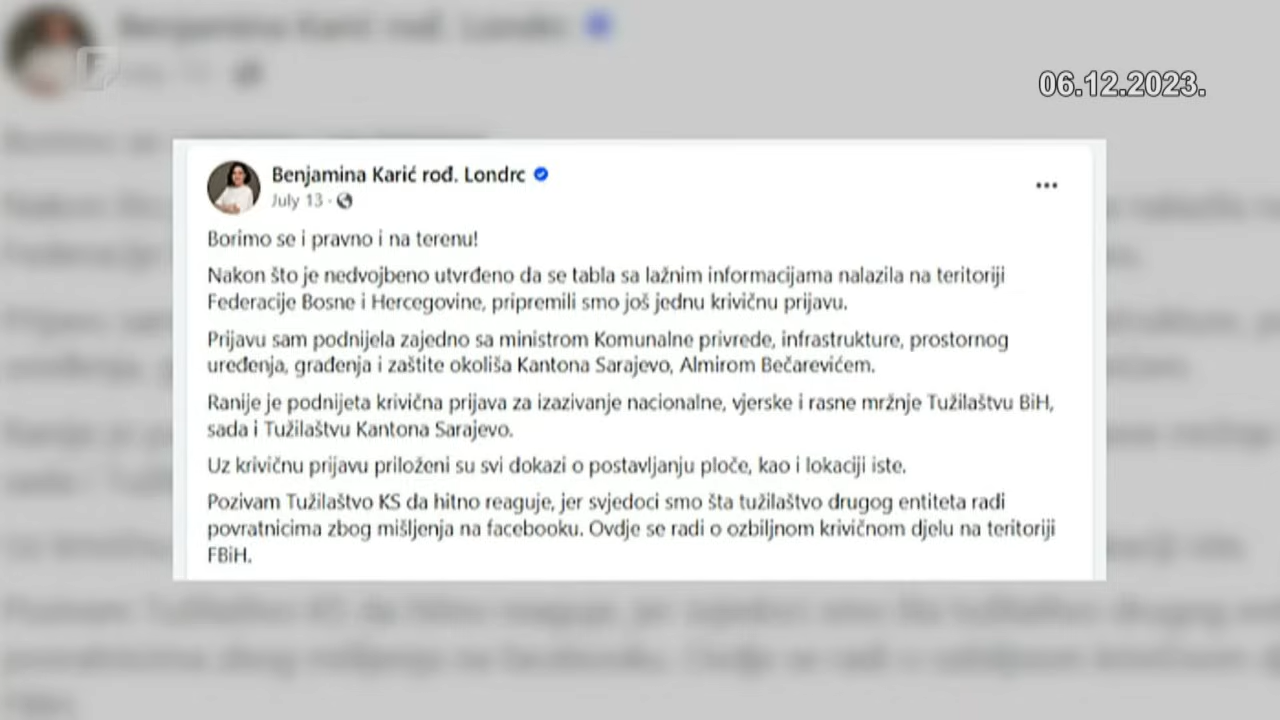 06.12.2023.
Benjamina Karić rođ. Londrc
July 13 ·
Borimo se i pravno i na terenu!
Nakon što je nedvojbeno utvrđeno da se tabla sa lažnim informacijama nalazila na teritoriji
Federacije Bosne i Hercegovine, pripremili smo još jednu krivičnu prijavu.
Prijavu sam podnijela zajedno sa ministrom Komunalne privrede, infrastrukture, prostornog
uređenja, građenja i zaštite okoliša Kantona Sarajevo, Almirom Bečarevićem.
Ranije je podnijeta krivična prijava za izazivanje nacionalne, vjerske i rasne mržnje Tužilaštvu BiH,
sada i Tužilaštvu Kantona Sarajevo.
Uz krivičnu prijavu priloženi su svi dokazi o postavljanju ploče, kao i lokaciji iste.
Pozivam Tužilaštvo KS da hitno reaguje, jer svjedoci smo šta tužilaštvo drugog entiteta radi
povratnicima zbog mišljenja na facebooku. Ovdje se radi o ozbiljnom krivičnom djelu na teritoriji
FBiH.